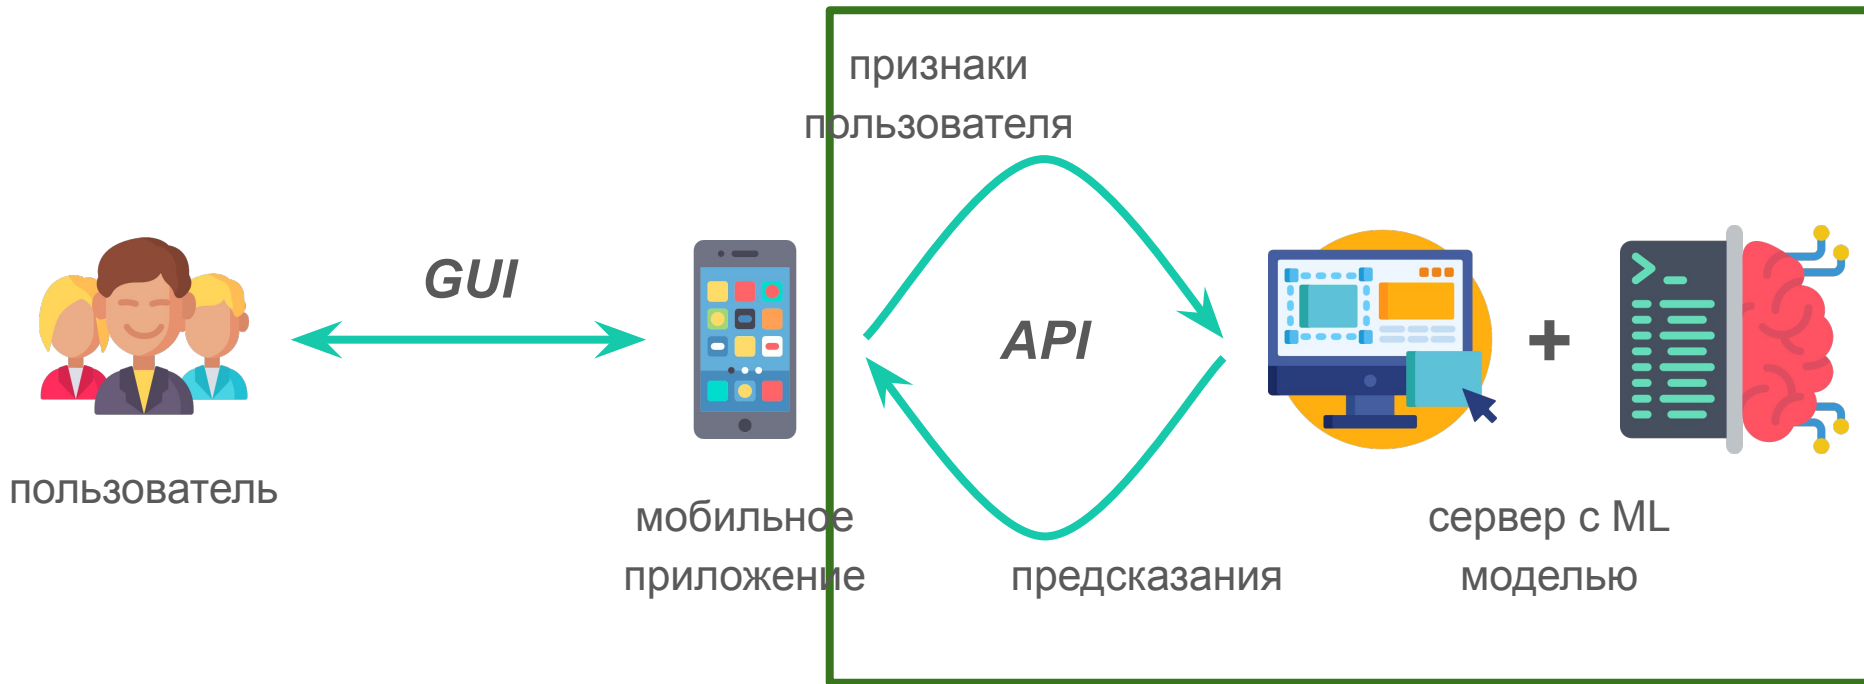 признаки
пользователя
GUI
API
+
пользователь
мобильное
приложение
предсказания
сервер с ML
моделью